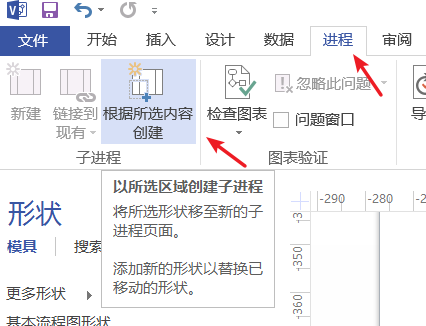 文件 开始 插入 设计 数据 进程 审阅
新建 链接到 根据所选内容 检查图表 忽略此问题
现有 创建 问题窗口 导
子进程 图表验证
以所选区域创建子进程
将所选形状移至新的子
进程页面。
添加新的形状以替换已
移动的形状。
形状
模具 搜索
更多形状
基本流程图形状
-290 -280
-3
-350
-360